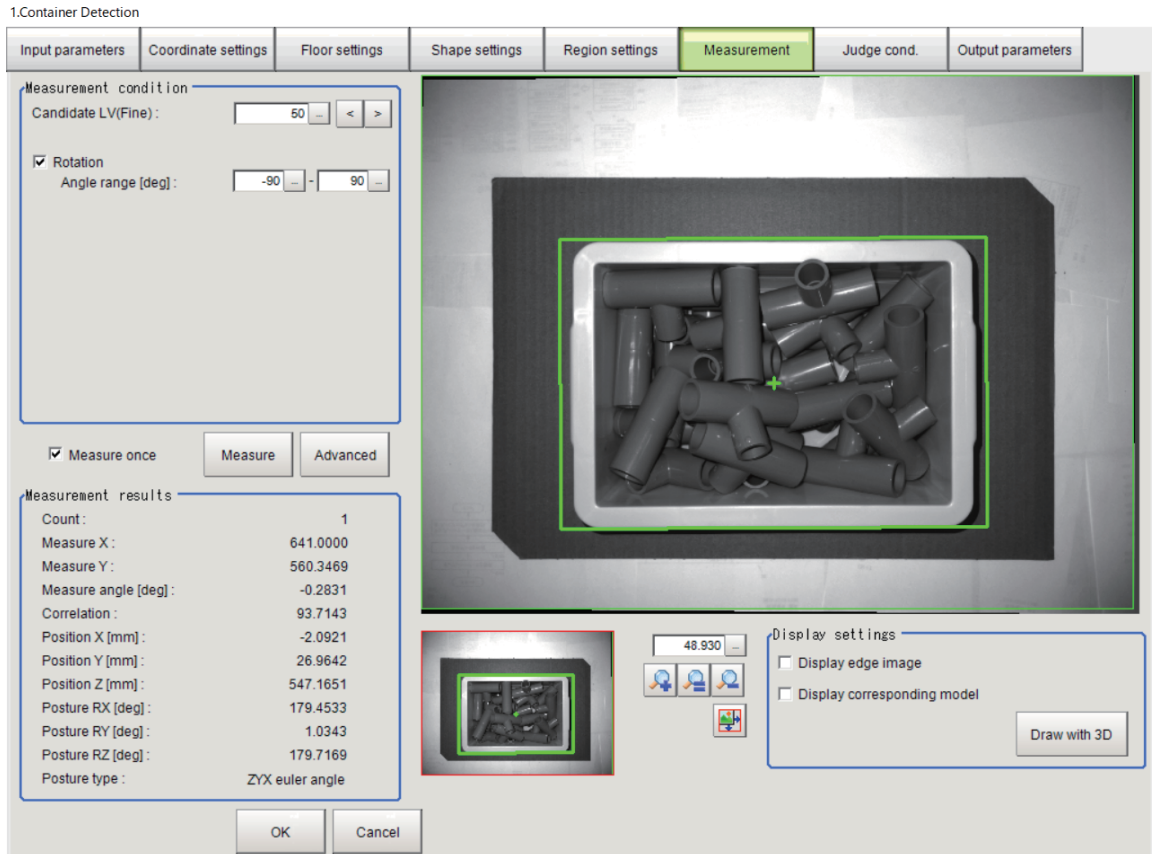 1.Container Detection
Input parameters Coordinate settings Floor settings Shape settings Region settings Measurement Judge cond. Output parameters
Measurement condition
Candidate LV(Fine) : 50 ... < >
Rotation
Angle range [deg] : -90 ... - 90 ...
Measure once Measure Advanced
Measurement results
Count : 1
Measure X : 641.0000
Measure Y : 560.3469
Measure angle [deg] : -0.2831
Correlation : 93.7143
Position X [mm] : -2.0921
Position Y [mm] : 26.9642
Position Z [mm] : 547.1651
Posture RX [deg] : 179.4533
Posture RY [deg] : 1.0343
Posture RZ [deg] : 179.7169
Posture type : ZYX euler angle
OK Cancel
48.930 ...
Display settings
Display edge image
Display corresponding model
Draw with 3D